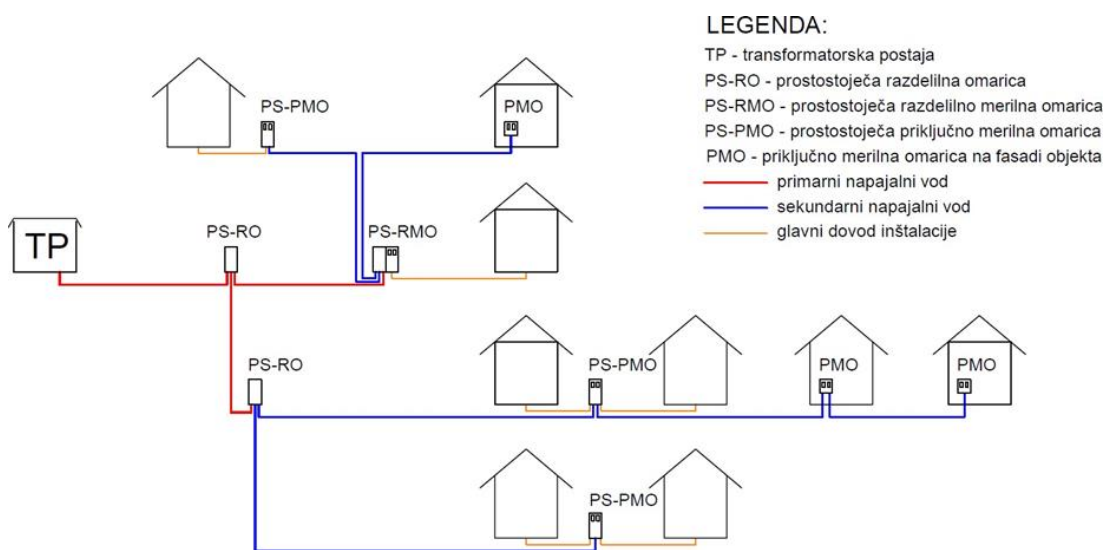 LEGENDA:
TP - transformatorska postaja
PS-RO - prostostoječa razdelilna omarica
PS-RMO - prostostoječa razdelilno merilna omarica
PS-PMO - prostostoječa priključno merilna omarica
PMO - priključno merilna omarica na fasadi objekta
primarni napajalni vod
sekundarni napajalni vod
glavni dovod inštalacije
PS-PMO
PMO
TP
PS-RO
PS-RMO
PS-RO
PS-PMO
PMO
PMO
PS-PMO